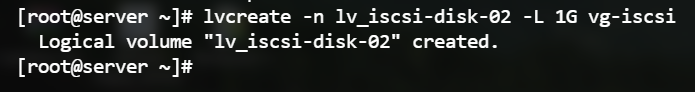 [root@server ~]# lvcreate -n lv_iscsi-disk-02 -L 1G vg-iscsi
  Logical volume "lv_iscsi-disk-02" created.
[root@server ~]#